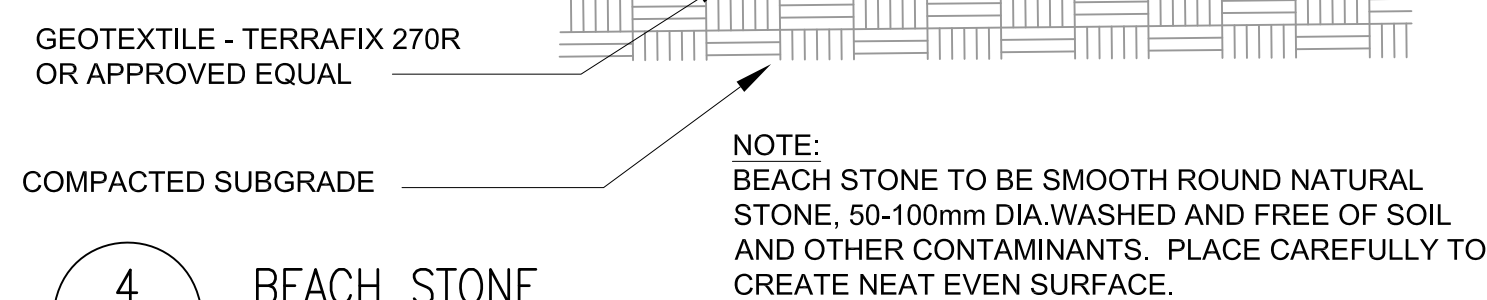 GEOTEXTILE - TERRAFIX 270R
OR APPROVED EQUAL
COMPACTED SUBGRADE
NOTE:
BEACH STONE TO BE SMOOTH ROUND NATURAL
STONE, 50-100mm DIA.WASHED AND FREE OF SOIL
AND OTHER CONTAMINANTS.  PLACE CAREFULLY TO
CREATE NEAT EVEN SURFACE.
4
BEACH STONE